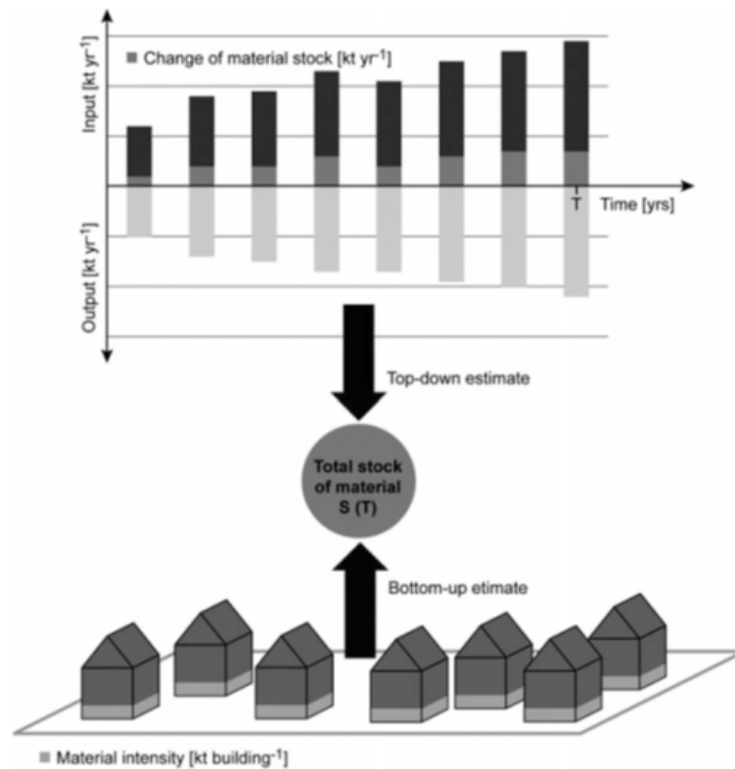 Input [kt yr⁻¹]
Change of material stock [kt yr⁻¹]
T
Time [yrs]
Output [kt yr⁻¹]
Top-down estimate
Total stock
of material
S (T)
Bottom-up etimate
Material intensity [kt building⁻¹]